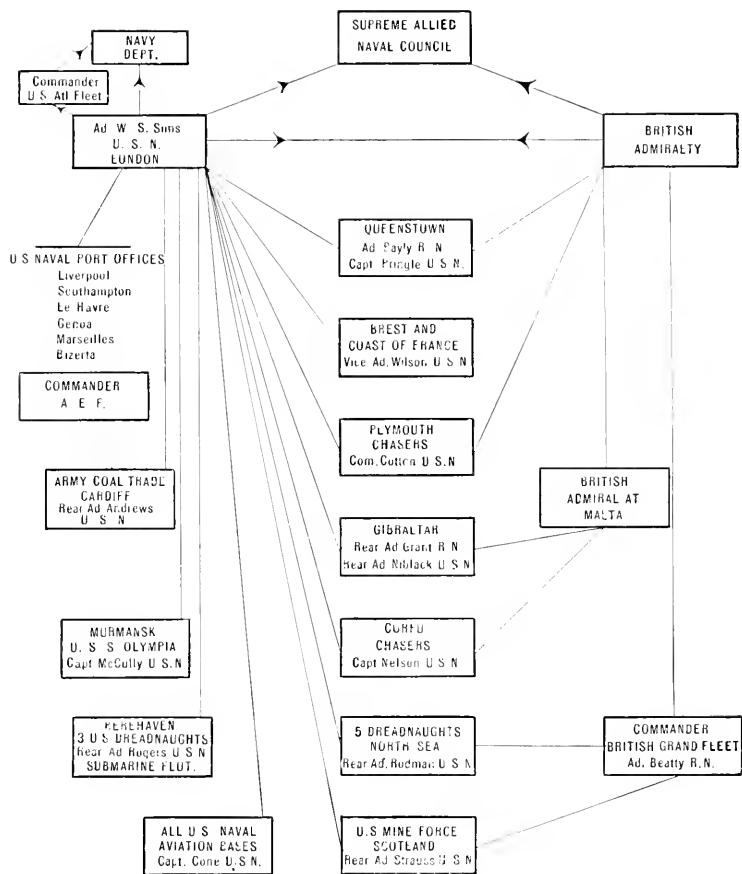 SUPREME ALLIED
NAVAL COUNCIL
NAVY
DEPT.
Commander
U.S. Atl Fleet
Ad. W. S. Sims
U. S. N.
LONDON
BRITISH
ADMIRALTY
U S NAVAL PORT OFFICES
Liverpool
Southampton
Le Havre
Genoa
Marseilles
Bizerta
COMMANDER
A. E. F.
ARMY COAL TRADE
CARDIFF
Rear Ad Andrews
U S N
MURMANSK
U. S. S OLYMPIA
Capt McCully U S.N
BEREHAVEN
3 U S DREADNAUGHTS
Rear Ad Rogers U S N
SUBMARINE FLOT.
ALL U S NAVAL
AVIATION BASES
Capt. Cone U.S.N.
QUEENSTOWN
Ad Bayly R N
Capt Pringle U S N.
BREST AND
COAST OF FRANCE
Vice Ad. Wilson U S N
PLYMOUTH
CHASERS
Com. Cotten U S.N
GIBRALTAR
Rear Ad Grant R N
Rear Ad Niblack U S N
CORFU
CHASERS
Capt Nelson U S N
5 DREADNAUGHTS
NORTH SEA
Rear Ad. Rodman U S N
U.S MINE FORCE
SCOTLAND
Rear Ad Strauss U S N
BRITISH
ADMIRAL AT
MALTA
COMMANDER
BRITISH GRAND FLEET
Ad. Beatty R.N.